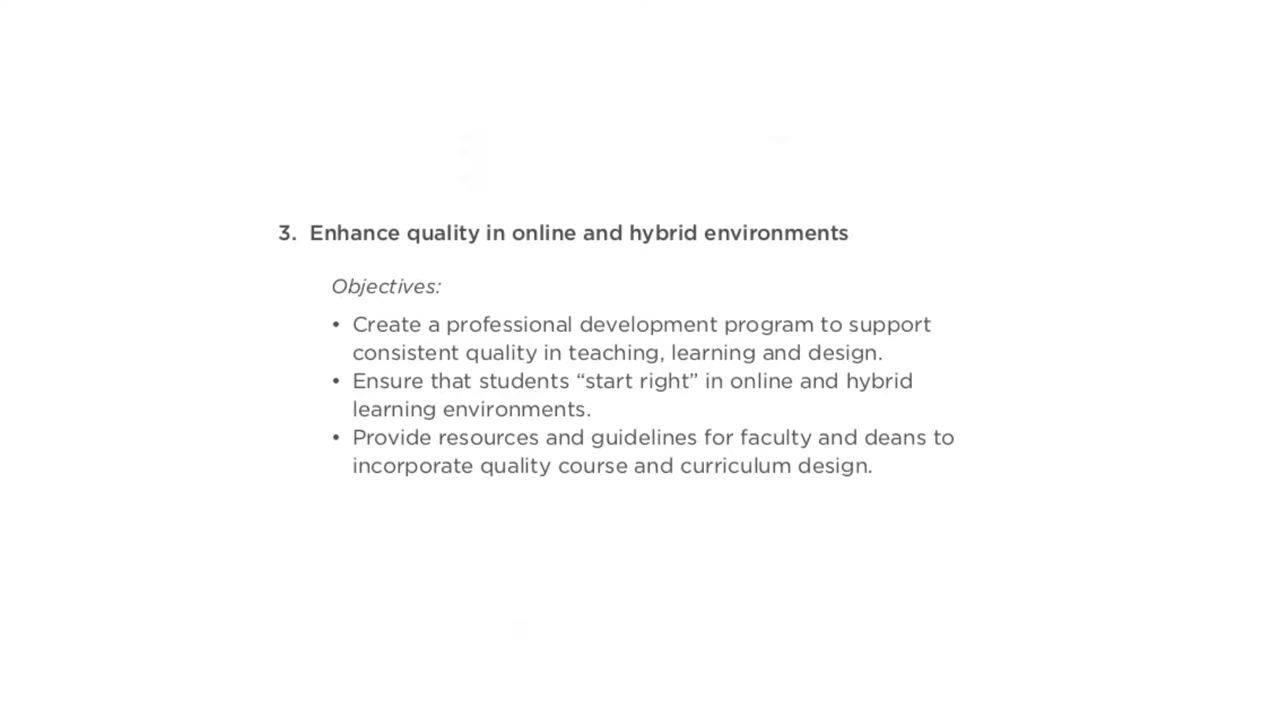 3. Enhance quality in online and hybrid environments
Objectives:
• Create a professional development program to support
consistent quality in teaching, learning and design.
• Ensure that students “start right” in online and hybrid
learning environments.
• Provide resources and guidelines for faculty and deans to
incorporate quality course and curriculum design.